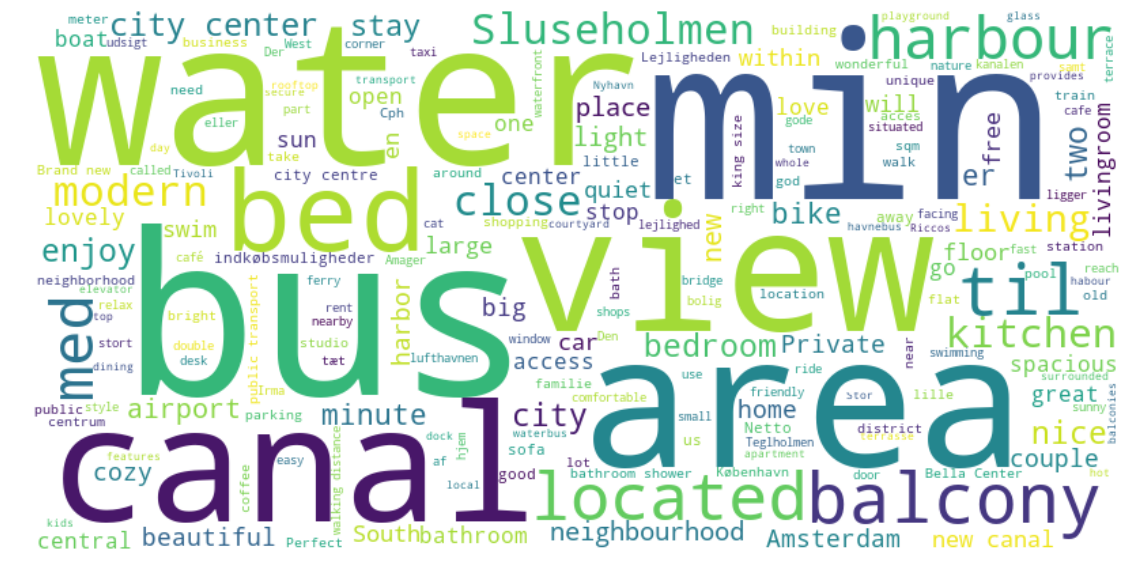 meter
city center
stay
Sluseholmen
building
playground
glass
boat
udsigt
business
Der
West
corner
taxi
Lejligheden
within
harbour
terrace
water
min
wonderful
nature
kanalen
samt
need
rooftop
secure
transport
open
Nyhavn
waterfront
place
love
will
acces
unique
provides
eller
part
Cph
one
light
gode
situated
train
cafe
sun
en
space
little
town
sqm
free
two
day
take
king size
walk
Brand new
called
Tivoli
city centre
around
center
quiet
et
whole
god
er
ligger
livingroom
modern
bed
close
stop
bike
away
facing
living
lovely
swim
cat
shopping
courtyard
lejlighed
new
right
havnebus
Riccos
station
enjoy
café
indkøbsmuligheder
Amager
large
view
floor
fast
neighborhood
elevator
public transport
ferry
harbor
bath
bridge
location
go
pool
reach
relax
bus
rent
big
bolig
flat
til
habour
old
med
top
bright
nearby
shops
kitchen
stort
double
studio
window
car
Den
near
dining
desk
tæt
lufthavnen
access
bedroom
Private
swimming
spacious
Irma
familie
use
ride
surrounded
public
style
airport
parking
minute
city
comfortable
area
friendly
Stor
lille
great
sunny
centrum
small
home
district
balconies
canal
walking distance
dock
waterbus
us
Netto
Teglholmen
terrasse
nice
features
hjem
sofa
apartment
couple
cozy
coffee
easy
af
good
lot
bathroom shower
København
door
Bella Center
hot
local
located
balcony
kids
central
beautiful
Perfect
South
bathroom
neighbourhood
Amsterdam
new canal